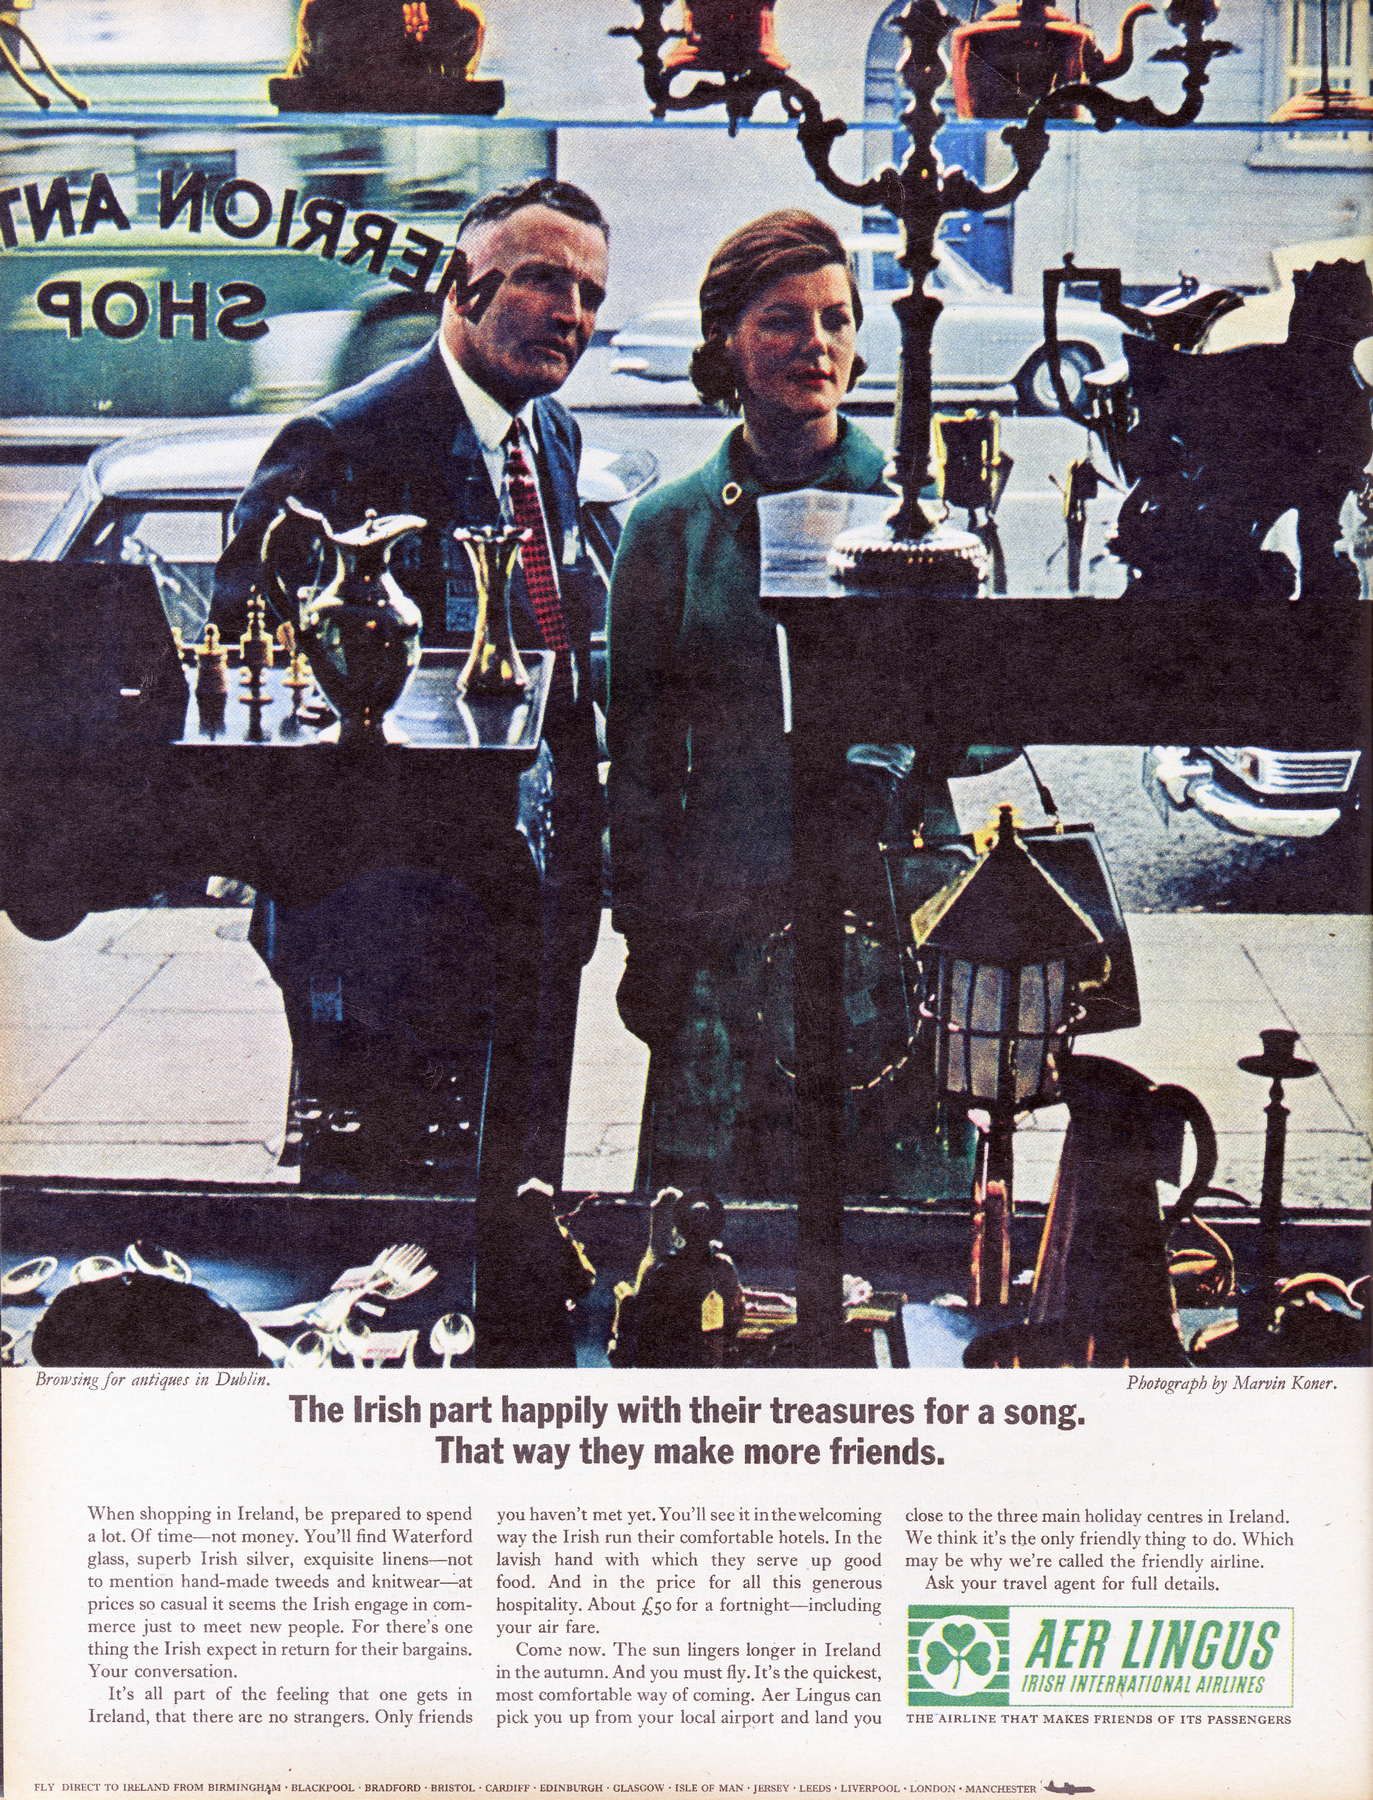 MERRION ANT
SHOP
Browsing for antiques in Dublin.
Photograph by Marvin Koner.
The Irish part happily with their treasures for a song.
That way they make more friends.
When shopping in Ireland, be prepared to spend
a lot. Of time—not money. You'll find Waterford
glass, superb Irish silver, exquisite linens—not
to mention hand-made tweeds and knitwear—at
prices so casual it seems the Irish engage in com-
merce just to meet new people. For there's one
thing the Irish expect in return for their bargains.
Your conversation.
It's all part of the feeling that one gets in
Ireland, that there are no strangers. Only friends
you haven't met yet. You'll see it in the welcoming
way the Irish run their comfortable hotels. In the
lavish hand with which they serve up good
food. And in the price for all this generous
hospitality. About £50 for a fortnight—including
your air fare.
Come now. The sun lingers longer in Ireland
in the autumn. And you must fly. It's the quickest,
most comfortable way of coming. Aer Lingus can
pick you up from your local airport and land you
close to the three main holiday centres in Ireland.
We think it's the only friendly thing to do. Which
may be why we're called the friendly airline.
Ask your travel agent for full details.
AER LINGUS
IRISH INTERNATIONAL AIRLINES
THE AIRLINE THAT MAKES FRIENDS OF ITS PASSENGERS
FLY DIRECT TO IRELAND FROM BIRMINGHAM · BLACKPOOL · BRADFORD · BRISTOL · CARDIFF · EDINBURGH · GLASGOW · ISLE OF MAN · JERSEY · LEEDS · LIVERPOOL · LONDON · MANCHESTER